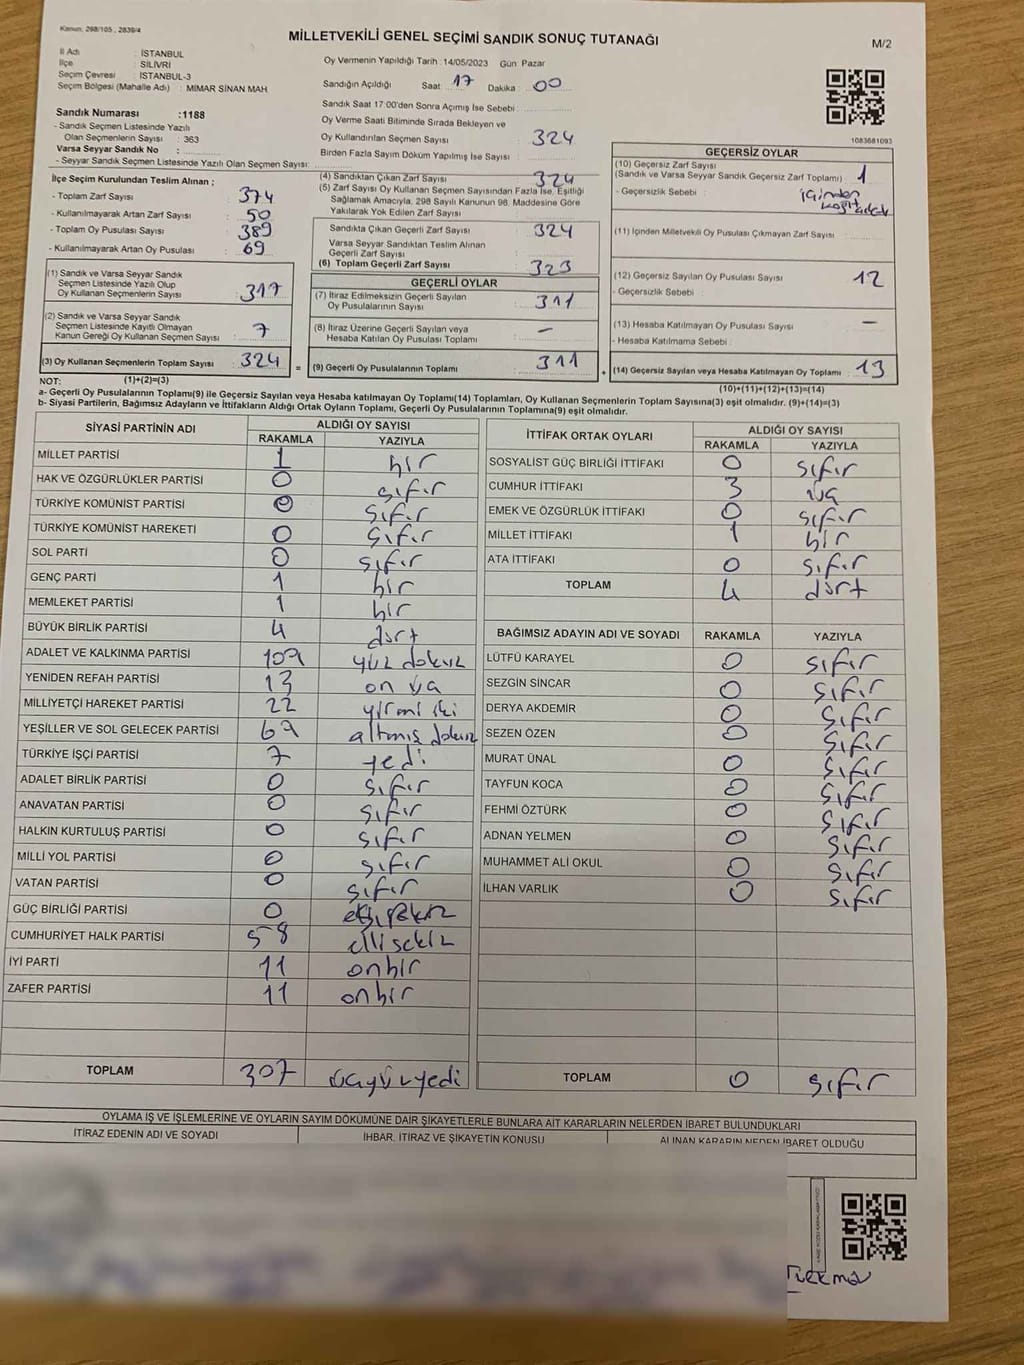 Kanun: 298/105 , 2839/4
MİLLETVEKİLİ GENEL SEÇİMİ SANDIK SONUÇ TUTANAĞI
M/2
İl Adı : İSTANBUL
İlçe : SİLİVRİ
Seçim Çevresi : İSTANBUL-3
Seçim Bölgesi (Mahalle Adı) : MİMAR SİNAN MAH
Sandık Numarası :1188
- Sandık Seçmen Listesinde Yazılı
Olan Seçmenlerin Sayısı : 363
Varsa Seyyar Sandık No :
- Seyyar Sandık Seçmen Listesinde Yazılı Olan Seçmen Sayısı:
Oy Vermenin Yapıldığı Tarih : 14/05/2023 Gün: Pazar
Sandığın Açıldığı Saat : 17 Dakika : 00
Sandık Saat 17:00'den Sonra Açımış İse Sebebi :
Oy Verme Saati Bitiminde Sırada Bekleyen ve
Oy Kullandırılan Seçmen Sayısı : 324
Birden Fazla Sayım Döküm Yapılmış İse Sayısı :
1083681093
İlçe Seçim Kurulundan Teslim Alınan ;
- Toplam Zarf Sayısı : 374
- Kullanılmayarak Artan Zarf Sayısı : 50
- Toplam Oy Pusulası Sayısı : 389
- Kullanılmayarak Artan Oy Pusulası : 69
(1) Sandık ve Varsa Seyyar Sandık
Seçmen Listesinde Yazılı Olup
Oy Kullanan Seçmenlerin Sayısı : 317
(2) Sandık ve Varsa Seyyar Sandık
Seçmen Listesinde Kayıtlı Olmayan
Kanun Gereği Oy Kullanan Seçmen Sayısı : 7
(3) Oy Kullanan Seçmenlerin Toplam Sayısı : 324
(4) Sandıktan Çıkan Zarf Sayısı : 324
(5) Zarf Sayısı Oy Kullanan Seçmen Sayısından Fazla İse, Eşitliği
Sağlamak Amacıyla, 298 Sayılı Kanunun 98. Maddesine Göre
Yakılarak Yok Edilen Zarf Sayısı :
Sandıkta Çıkan Geçerli Zarf Sayısı : 324
Varsa Seyyar Sandıktan Teslim Alınan
Geçerli Zarf Sayısı :
(6) Toplam Geçerli Zarf Sayısı : 323
GEÇERLİ OYLAR
(7) İtiraz Edilmeksizin Geçerli Sayılan
Oy Pusulalarının Sayısı : 311
(8) İtiraz Üzerine Geçerli Sayılan veya
Hesaba Katılan Oy Pusulası Toplamı : -
= (9) Geçerli Oy Pusulalarının Toplamı : 311 +
GEÇERSİZ OYLAR
(10) Geçersiz Zarf Sayısı
(Sandık ve Varsa Seyyar Sandık Geçersiz Zarf Toplamı) : 1
- Geçersizlik Sebebi : içinden
(11) İçinden Milletvekili Oy Pusulası Çıkmayan Zarf Sayısı :
(12) Geçersiz Sayılan Oy Pusulası Sayısı : 12
- Geçersizlik Sebebi :
(13) Hesaba Katılmayan Oy Pusulası Sayısı : -
- Hesaba Katılmama Sebebi :
(14) Geçersiz Sayılan veya Hesaba Katılmayan Oy Toplamı : 13
NOT: (1)+(2)=(3)
(10)+(11)+(12)+(13)=(14)
a- Geçerli Oy Pusulalarının Toplamı(9) ile Geçersiz Sayılan veya Hesaba Katılmayan Oy Toplamı(14) Toplamları, Oy Kullanan Seçmenlerin Toplam Sayısına(3) eşit olmalıdır. (9)+(14)=(3)
b- Siyasi Partilerin, Bağımsız Adayların ve İttifakların Aldığı Ortak Oyların Toplamı, Geçerli Oy Pusulalarının Toplamına(9) eşit olmalıdır.
SİYASİ PARTİNİN ADI ALDIĞI OY SAYISI
RAKAMLA YAZIYLA
MİLLET PARTİSİ 1 bir
HAK VE ÖZGÜRLÜKLER PARTİSİ 0 sıfır
TÜRKİYE KOMÜNİST PARTİSİ 0 sıfır
TÜRKİYE KOMÜNİST HAREKETİ 0 sıfır
SOL PARTİ 0 sıfır
GENÇ PARTİ 1 bir
MEMLEKET PARTİSİ 1 bir
BÜYÜK BİRLİK PARTİSİ 4 dört
ADALET VE KALKINMA PARTİSİ 109 yüz dokuz
YENİDEN REFAH PARTİSİ 13 on üç
MİLLİYETÇİ HAREKET PARTİSİ 22 yirmi iki
YEŞİLLER VE SOL GELECEK PARTİSİ 69 altmış dokuz
TÜRKİYE İŞÇİ PARTİSİ 7 yedi
ADALET BİRLİK PARTİSİ 0 sıfır
ANAVATAN PARTİSİ 0 sıfır
HALKIN KURTULUŞ PARTİSİ 0 sıfır
MİLLİ YOL PARTİSİ 0 sıfır
VATAN PARTİSİ 0 sıfır
GÜÇ BİRLİĞİ PARTİSİ 0
CUMHURİYET HALK PARTİSİ 58 elli sekiz
İYİ PARTİ 11 onbir
ZAFER PARTİSİ 11 onbir
TOPLAM 307 üçyüzyedi
İTTİFAK ORTAK OYLARI ALDIĞI OY SAYISI
RAKAMLA YAZIYLA
SOSYALİST GÜÇ BİRLİĞİ İTTİFAKI 0 sıfır
CUMHUR İTTİFAKI 3 üç
EMEK VE ÖZGÜRLÜK İTTİFAKI 0 sıfır
MİLLET İTTİFAKI 1 bir
ATA İTTİFAKI 0 sıfır
TOPLAM 4 dört
BAĞIMSIZ ADAYIN ADI VE SOYADI RAKAMLA YAZIYLA
LÜTFÜ KARAYEL 0 sıfır
SEZGİN SİNCAR 0 sıfır
DERYA AKDEMİR 0 sıfır
SEZEN ÖZEN 0 sıfır
MURAT ÜNAL 0 sıfır
TAYFUN KOCA 0 sıfır
FEHMİ ÖZTÜRK 0 sıfır
ADNAN YELMEN 0 sıfır
MUHAMMET ALİ OKUL 0 sıfır
İLHAN VARLIK 0 sıfır
TOPLAM 0 sıfır
OYLAMA İŞ VE İŞLEMLERİNE VE OYLARIN SAYIM DÖKÜMÜNE DAİR ŞİKAYETLERLE BUNLARA AİT KARARLARIN NELERDEN İBARET BULUNDUKLARI
İTİRAZ EDENİN ADI VE SOYADI İHBAR, İTİRAZ VE ŞİKAYETİN KONUSU ALINAN KARARIN NEDEN İBARET OLDUĞU